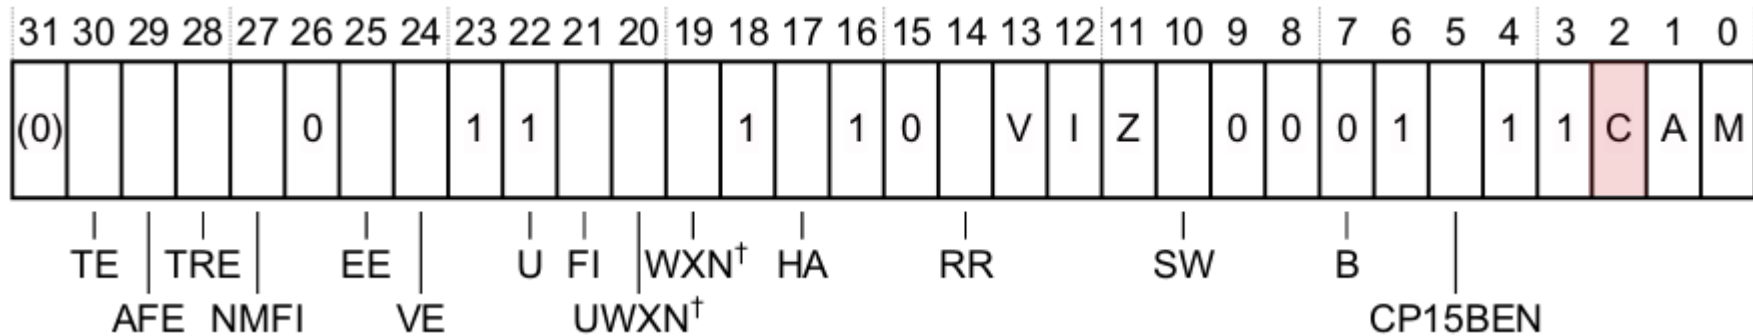 31 30 29 28 27 26 25 24 23 22 21 20 19 18 17 16 15 14 13 12 11 10 9 8 7 6 5 4 3 2 1 0
(0) 0 1 1 1 1 0 V I Z 0 0 0 1 1 1 C A M
TE TRE EE U FI WXN† HA RR SW B
AFE NMFI VE UWXN† CP15BEN